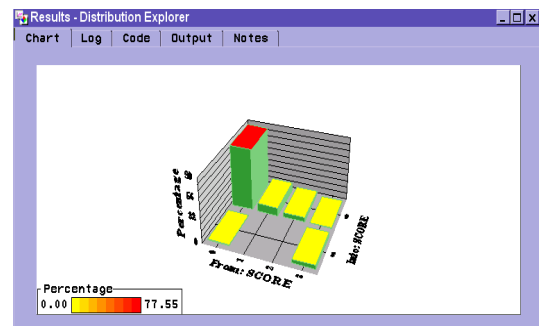 Results - Distribution Explorer
Chart Log Code Output Notes
Percentage
From: SCORE
Into: SCORE
Percentage
0.00 77.55